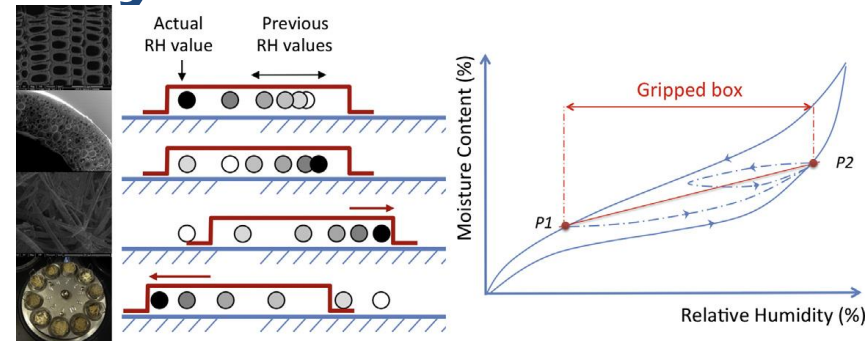 Actual
RH value
Previous
RH values
Moisture Content (%)
Gripped box
P1
P2
Relative Humidity (%)